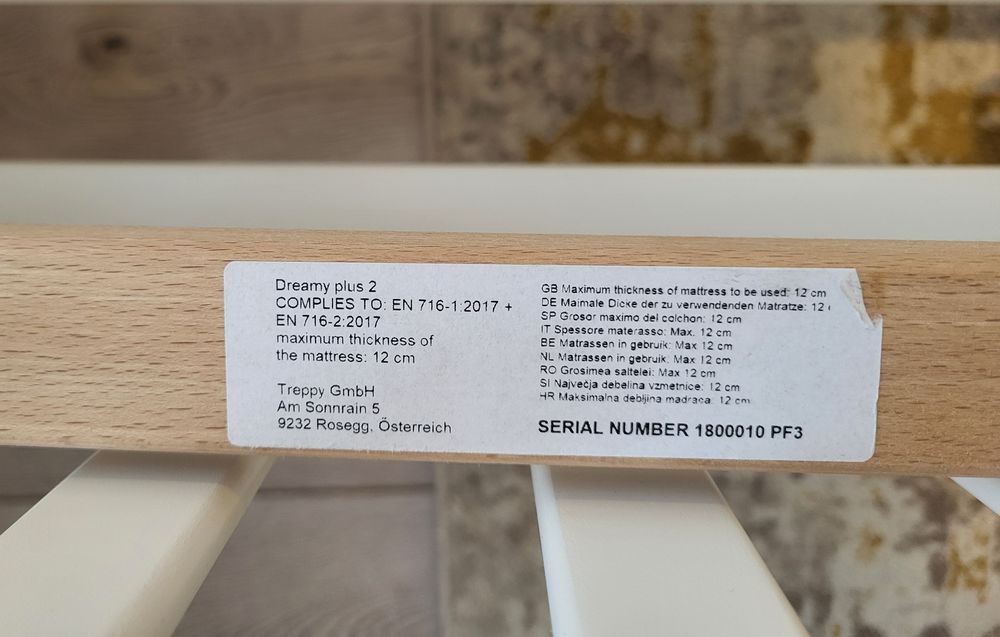 Dreamy plus 2
COMPLIES TO: EN 716-1:2017 +
EN 716-2:2017
maximum thickness of
the mattress: 12 cm
Treppy GmbH
Am Sonnrain 5
9232 Rosegg, Österreich
GB Maximum thickness of mattress to be used: 12 cm
DE Maimale Dicke der zu verwendenden Matratze: 12
SP Grosor maximo del colchon: 12 cm
IT Spessore materasso: Max. 12 cm
BE Matrassen in gebruik: Max 12 cm
NL Matrassen in gebruik: Max 12 cm
RO Grosimea saltelei: Max 12 cm
SI Največja debelina vzmetnice: 12 cm
HR Maksimalna debljina madraca: 12 cm
SERIAL NUMBER 1800010 PF3